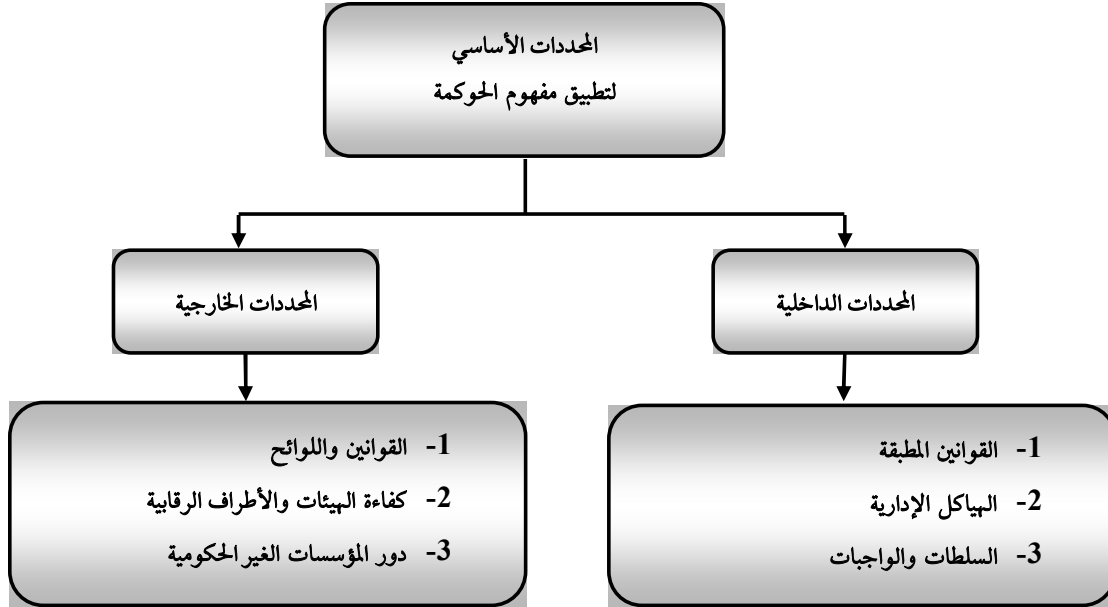 المحددات الأساسي
لتطبيق مفهوم الحوكمة
المحددات الداخلية
المحددات الخارجية
1- القوانين المطبقة
2- الهياكل الإدارية
3- السلطات والواجبات
1- القوانين واللوائح
2- كفاءة الهيئات والأطراف الرقابية
3- دور المؤسسات الغير الحكومية